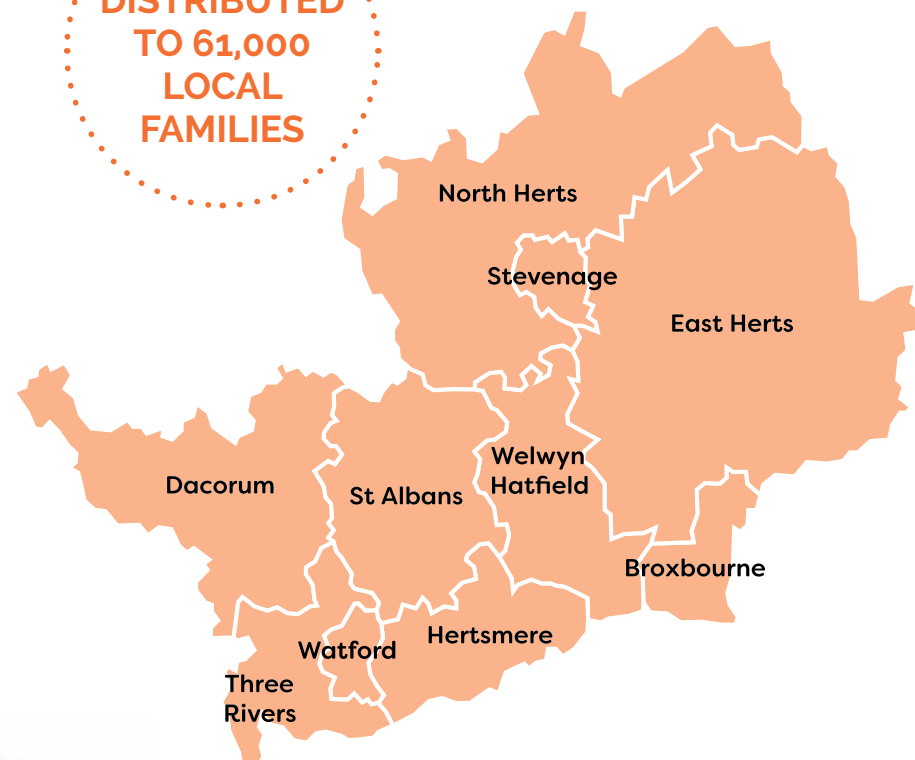 DISTRIBUTED
TO 61,000
LOCAL
FAMILIES
North Herts
Stevenage
East Herts
Welwyn
Hatfield
Dacorum
St Albans
Broxbourne
Hertsmere
Watford
Three
Rivers